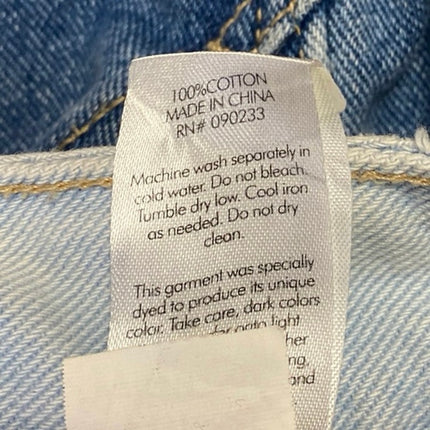 100%COTTON
MADE IN CHINA
RN# 090233
Machine wash separately in
cold water. Do not bleach.
Tumble dry low. Cool iron
as needed. Do not dry
clean.
This garment was specially
dyed to produce its unique
color. Take care, dark colors
light